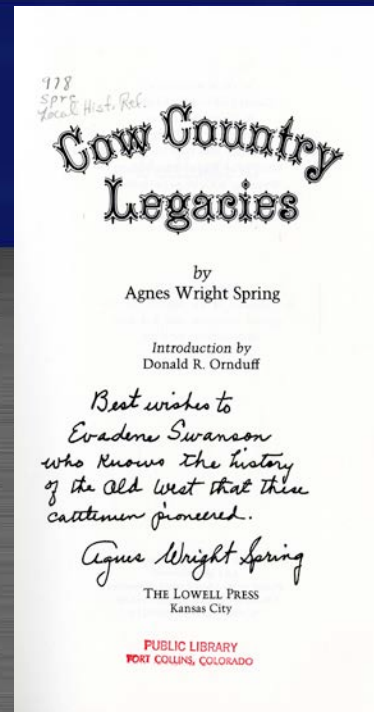 978
Spri
Local Hist. Ref.
Cow Country
Legacies
by
Agnes Wright Spring
Introduction by
Donald R. Ornduff
Best wishes to
Evadene Swanson
who knows the history
of the Old West that these
cattlemen pioneered.
Agnes Wright Spring
THE LOWELL PRESS
Kansas City
PUBLIC LIBRARY
FORT COLLINS, COLORADO